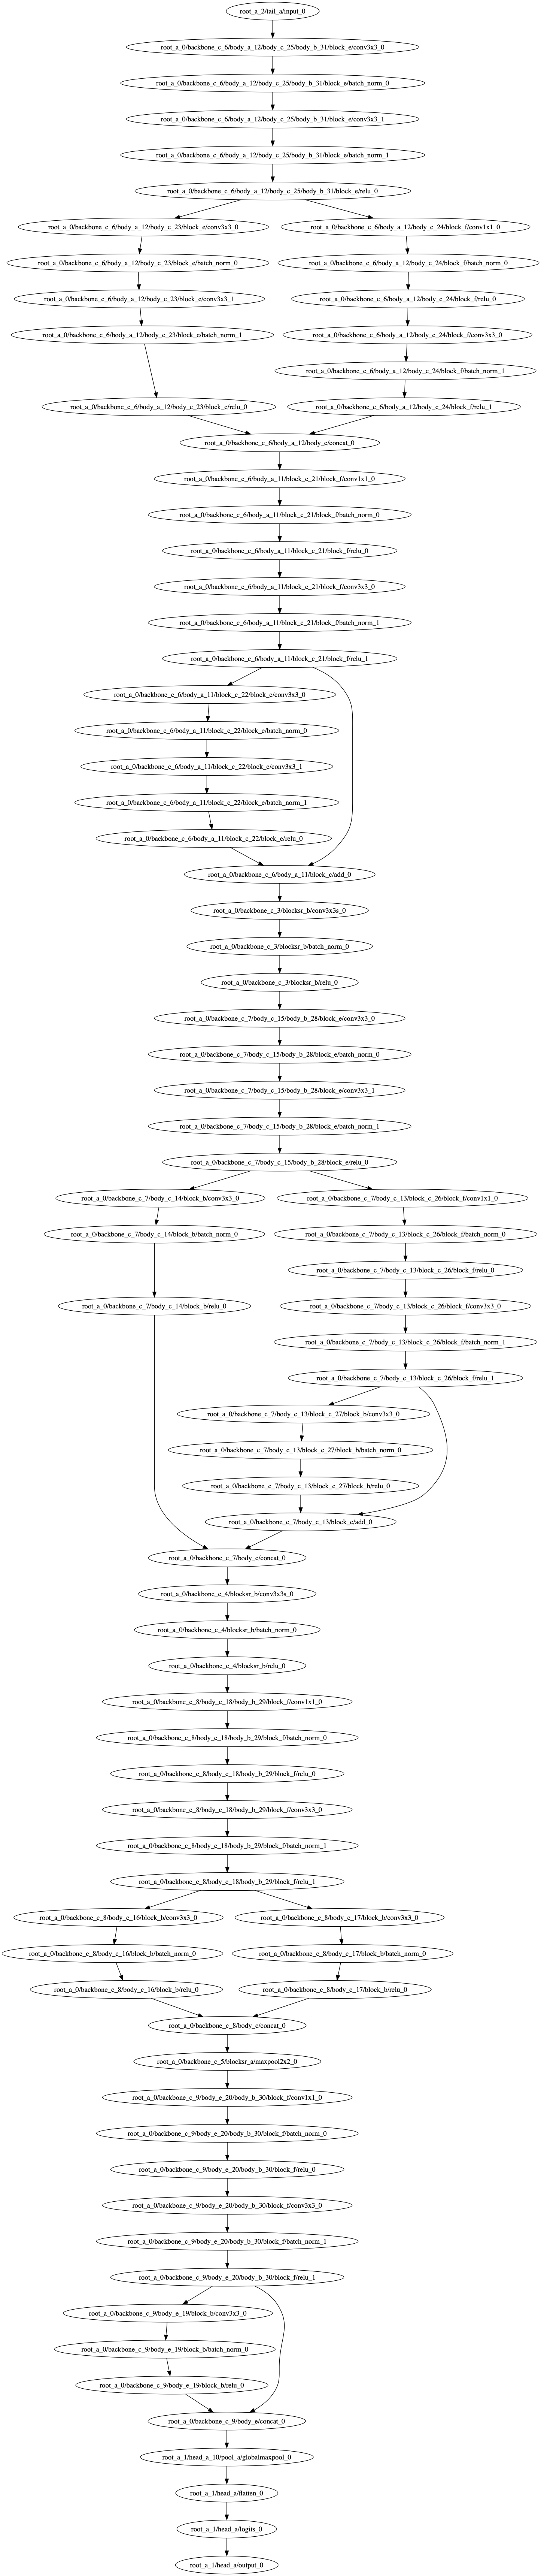 root_a_2/tail_a/input_0
root_a_0/backbone_c_6/body_a_12/body_c_25/body_b_31/block_e/conv3x3_0
root_a_0/backbone_c_6/body_a_12/body_c_25/body_b_31/block_e/batch_norm_0
root_a_0/backbone_c_6/body_a_12/body_c_25/body_b_31/block_e/conv3x3_1
root_a_0/backbone_c_6/body_a_12/body_c_25/body_b_31/block_e/batch_norm_1
root_a_0/backbone_c_6/body_a_12/body_c_25/body_b_31/block_e/relu_0
root_a_0/backbone_c_6/body_a_12/body_c_23/block_e/conv3x3_0
root_a_0/backbone_c_6/body_a_12/body_c_24/block_f/conv1x1_0
root_a_0/backbone_c_6/body_a_12/body_c_23/block_e/batch_norm_0
root_a_0/backbone_c_6/body_a_12/body_c_24/block_f/batch_norm_0
root_a_0/backbone_c_6/body_a_12/body_c_23/block_e/conv3x3_1
root_a_0/backbone_c_6/body_a_12/body_c_24/block_f/relu_0
root_a_0/backbone_c_6/body_a_12/body_c_23/block_e/batch_norm_1
root_a_0/backbone_c_6/body_a_12/body_c_24/block_f/conv3x3_0
root_a_0/backbone_c_6/body_a_12/body_c_24/block_f/batch_norm_1
root_a_0/backbone_c_6/body_a_12/body_c_23/block_e/relu_0
root_a_0/backbone_c_6/body_a_12/body_c_24/block_f/relu_1
root_a_0/backbone_c_6/body_a_12/body_c/concat_0
root_a_0/backbone_c_6/body_a_11/block_c_21/block_f/conv1x1_0
root_a_0/backbone_c_6/body_a_11/block_c_21/block_f/batch_norm_0
root_a_0/backbone_c_6/body_a_11/block_c_21/block_f/relu_0
root_a_0/backbone_c_6/body_a_11/block_c_21/block_f/conv3x3_0
root_a_0/backbone_c_6/body_a_11/block_c_21/block_f/batch_norm_1
root_a_0/backbone_c_6/body_a_11/block_c_21/block_f/relu_1
root_a_0/backbone_c_6/body_a_11/block_c_22/block_e/conv3x3_0
root_a_0/backbone_c_6/body_a_11/block_c_22/block_e/batch_norm_0
root_a_0/backbone_c_6/body_a_11/block_c_22/block_e/conv3x3_1
root_a_0/backbone_c_6/body_a_11/block_c_22/block_e/batch_norm_1
root_a_0/backbone_c_6/body_a_11/block_c_22/block_e/relu_0
root_a_0/backbone_c_6/body_a_11/block_c/add_0
root_a_0/backbone_c_3/blocksr_b/conv3x3s_0
root_a_0/backbone_c_3/blocksr_b/batch_norm_0
root_a_0/backbone_c_3/blocksr_b/relu_0
root_a_0/backbone_c_7/body_c_15/body_b_28/block_e/conv3x3_0
root_a_0/backbone_c_7/body_c_15/body_b_28/block_e/batch_norm_0
root_a_0/backbone_c_7/body_c_15/body_b_28/block_e/conv3x3_1
root_a_0/backbone_c_7/body_c_15/body_b_28/block_e/batch_norm_1
root_a_0/backbone_c_7/body_c_15/body_b_28/block_e/relu_0
root_a_0/backbone_c_7/body_c_14/block_b/conv3x3_0
root_a_0/backbone_c_7/body_c_13/block_c_26/block_f/conv1x1_0
root_a_0/backbone_c_7/body_c_14/block_b/batch_norm_0
root_a_0/backbone_c_7/body_c_13/block_c_26/block_f/batch_norm_0
root_a_0/backbone_c_7/body_c_13/block_c_26/block_f/relu_0
root_a_0/backbone_c_7/body_c_14/block_b/relu_0
root_a_0/backbone_c_7/body_c_13/block_c_26/block_f/conv3x3_0
root_a_0/backbone_c_7/body_c_13/block_c_26/block_f/batch_norm_1
root_a_0/backbone_c_7/body_c_13/block_c_26/block_f/relu_1
root_a_0/backbone_c_7/body_c_13/block_c_27/block_b/conv3x3_0
root_a_0/backbone_c_7/body_c_13/block_c_27/block_b/batch_norm_0
root_a_0/backbone_c_7/body_c_13/block_c_27/block_b/relu_0
root_a_0/backbone_c_7/body_c_13/block_c/add_0
root_a_0/backbone_c_7/body_c/concat_0
root_a_0/backbone_c_4/blocksr_b/conv3x3s_0
root_a_0/backbone_c_4/blocksr_b/batch_norm_0
root_a_0/backbone_c_4/blocksr_b/relu_0
root_a_0/backbone_c_8/body_c_18/body_b_29/block_f/conv1x1_0
root_a_0/backbone_c_8/body_c_18/body_b_29/block_f/batch_norm_0
root_a_0/backbone_c_8/body_c_18/body_b_29/block_f/relu_0
root_a_0/backbone_c_8/body_c_18/body_b_29/block_f/conv3x3_0
root_a_0/backbone_c_8/body_c_18/body_b_29/block_f/batch_norm_1
root_a_0/backbone_c_8/body_c_18/body_b_29/block_f/relu_1
root_a_0/backbone_c_8/body_c_16/block_b/conv3x3_0
root_a_0/backbone_c_8/body_c_17/block_b/conv3x3_0
root_a_0/backbone_c_8/body_c_16/block_b/batch_norm_0
root_a_0/backbone_c_8/body_c_17/block_b/batch_norm_0
root_a_0/backbone_c_8/body_c_16/block_b/relu_0
root_a_0/backbone_c_8/body_c_17/block_b/relu_0
root_a_0/backbone_c_8/body_c/concat_0
root_a_0/backbone_c_5/blocksr_a/maxpool2x2_0
root_a_0/backbone_c_9/body_e_20/body_b_30/block_f/conv1x1_0
root_a_0/backbone_c_9/body_e_20/body_b_30/block_f/batch_norm_0
root_a_0/backbone_c_9/body_e_20/body_b_30/block_f/relu_0
root_a_0/backbone_c_9/body_e_20/body_b_30/block_f/conv3x3_0
root_a_0/backbone_c_9/body_e_20/body_b_30/block_f/batch_norm_1
root_a_0/backbone_c_9/body_e_20/body_b_30/block_f/relu_1
root_a_0/backbone_c_9/body_e_19/block_b/conv3x3_0
root_a_0/backbone_c_9/body_e_19/block_b/batch_norm_0
root_a_0/backbone_c_9/body_e_19/block_b/relu_0
root_a_0/backbone_c_9/body_e/concat_0
root_a_1/head_a_10/pool_a/globalmaxpool_0
root_a_1/head_a/flatten_0
root_a_1/head_a/logits_0
root_a_1/head_a/output_0